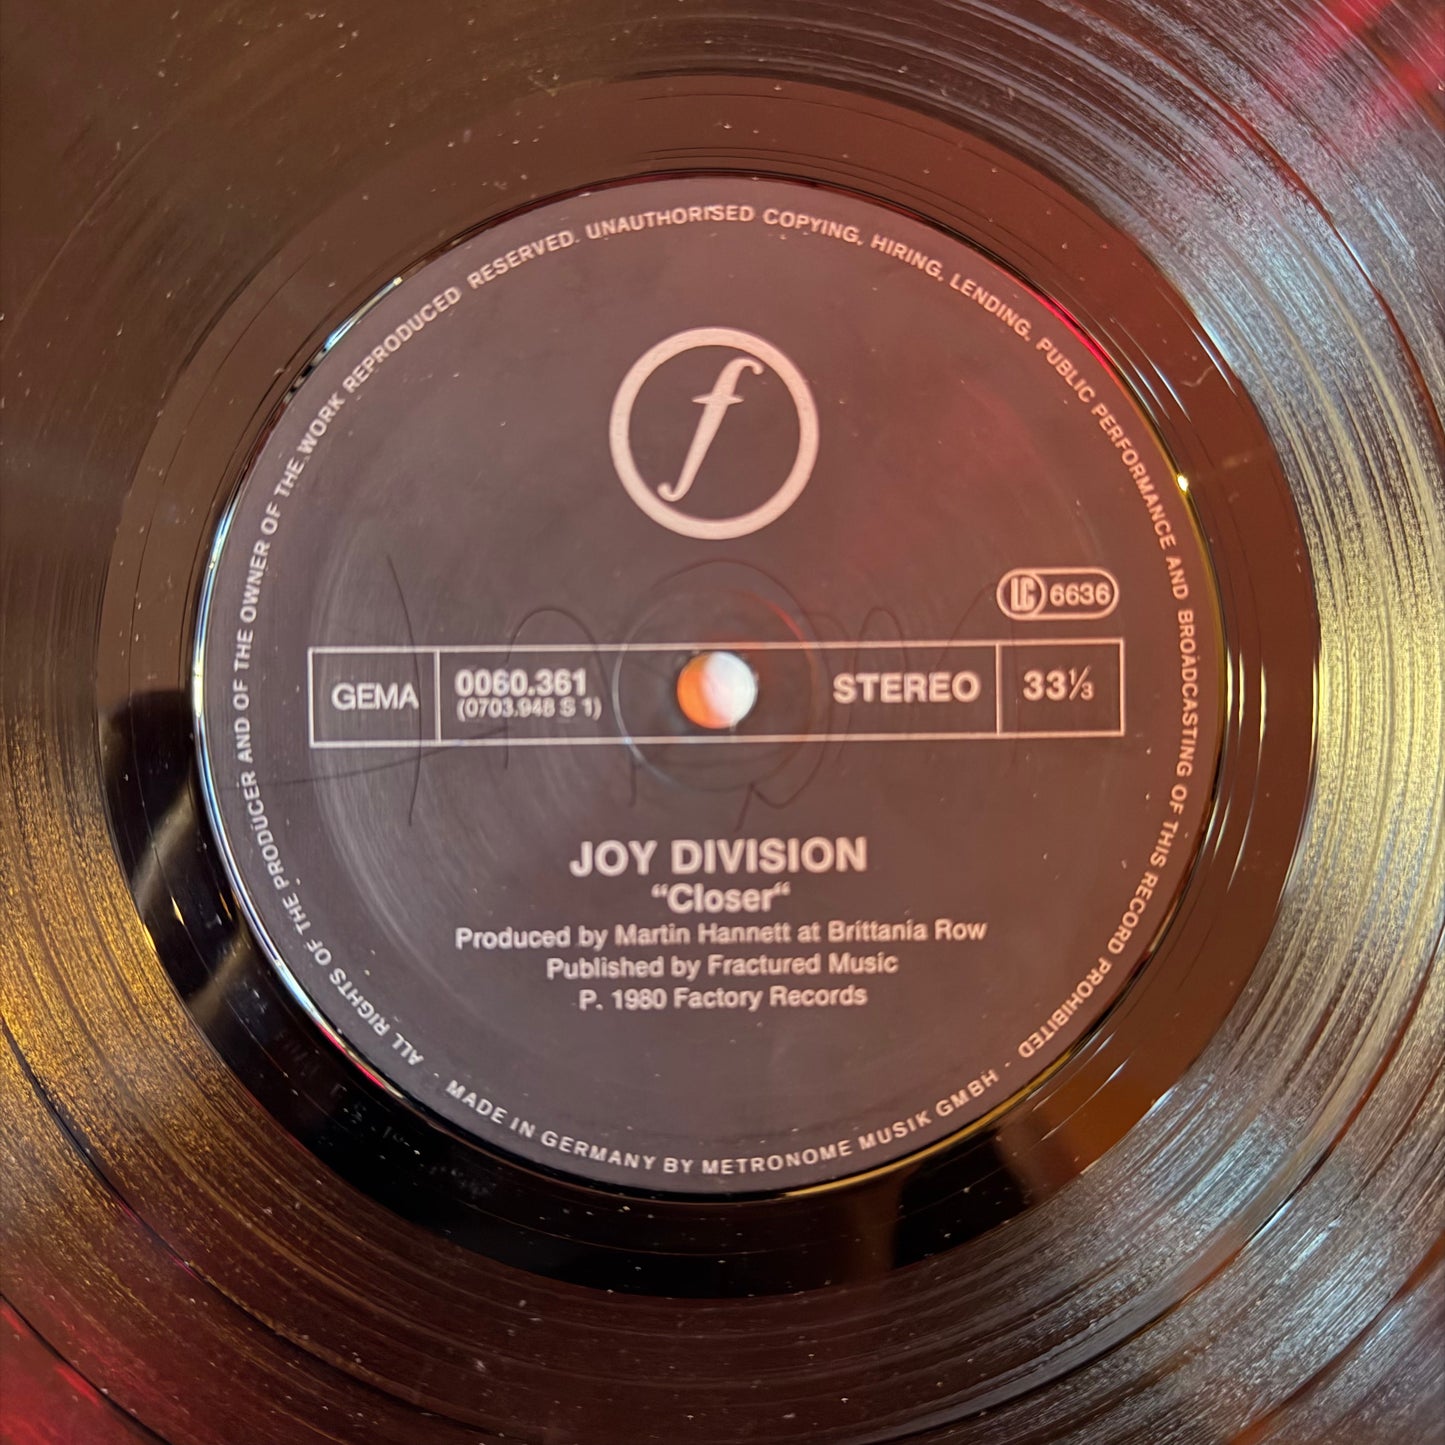 ALL RIGHTS OF THE PRODUCER AND OF THE OWNER OF THE WORK REPRODUCED RESERVED. UNAUTHORISED COPYING, HIRING, LENDING, PUBLIC PERFORMANCE AND BROADCASTING OF THIS RECORD PROHIBITED
f
LC 6636
GEMA
0060.361
(0703.948 S 1)
STEREO
33⅓
JOY DIVISION
“Closer“
Produced by Martin Hannett at Brittania Row
Published by Fractured Music
P. 1980 Factory Records
· MADE IN GERMANY BY METRONOME MUSIK GMBH ·